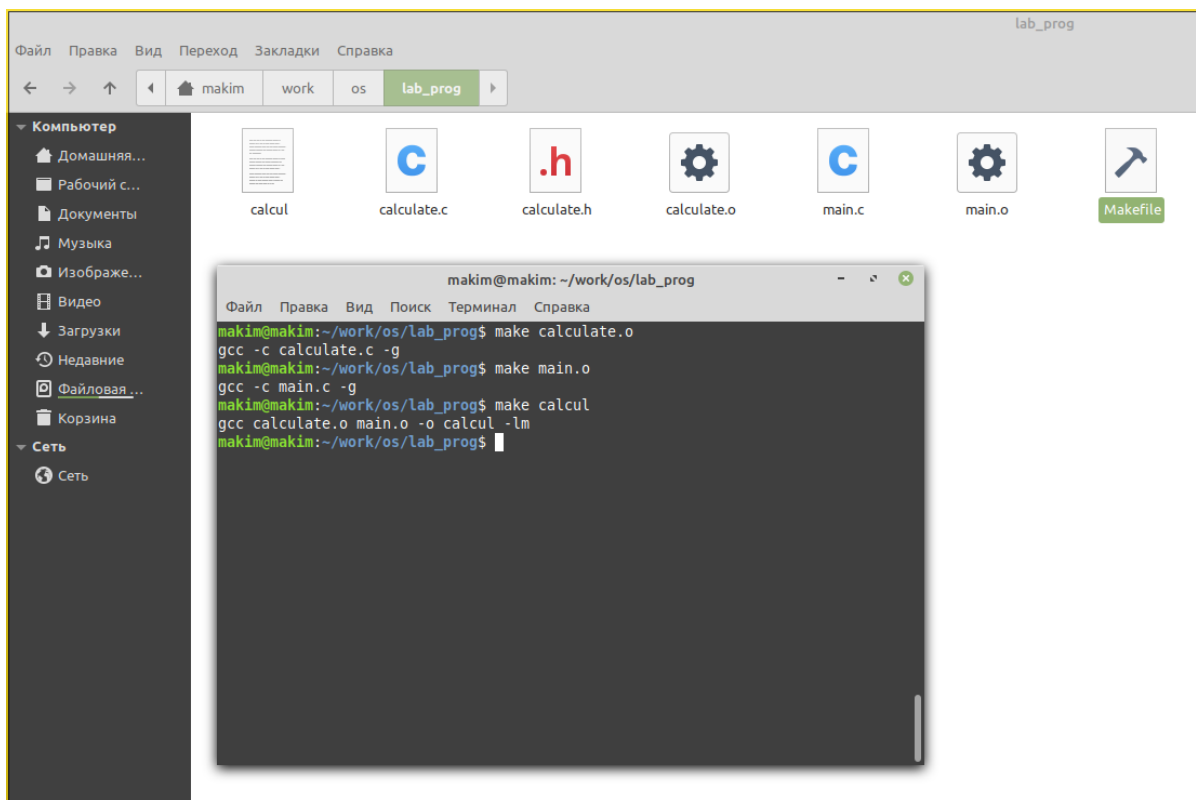 lab_prog
Файл Правка Вид Переход Закладки Справка
makim work os lab_prog
Компьютер
Домашняя...
Рабочий с...
Документы
Музыка
Изображе...
Видео
Загрузки
Недавние
Файловая ...
Корзина
Сеть
Сеть
C .h C
calcul calculate.c calculate.h calculate.o main.c main.o Makefile
makim@makim: ~/work/os/lab_prog
Файл Правка Вид Поиск Терминал Справка
makim@makim:~/work/os/lab_prog$ make calculate.o
gcc -c calculate.c -g
makim@makim:~/work/os/lab_prog$ make main.o
gcc -c main.c -g
makim@makim:~/work/os/lab_prog$ make calcul
gcc calculate.o main.o -o calcul -lm
makim@makim:~/work/os/lab_prog$